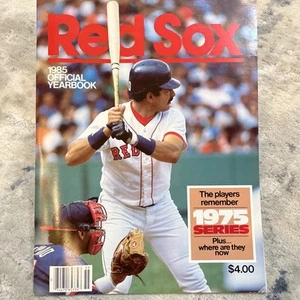 Red Sox
1985
OFFICIAL
YEARBOOK
RED
The players
remember
1975
SERIES
Plus...
where are they
now
$4.00